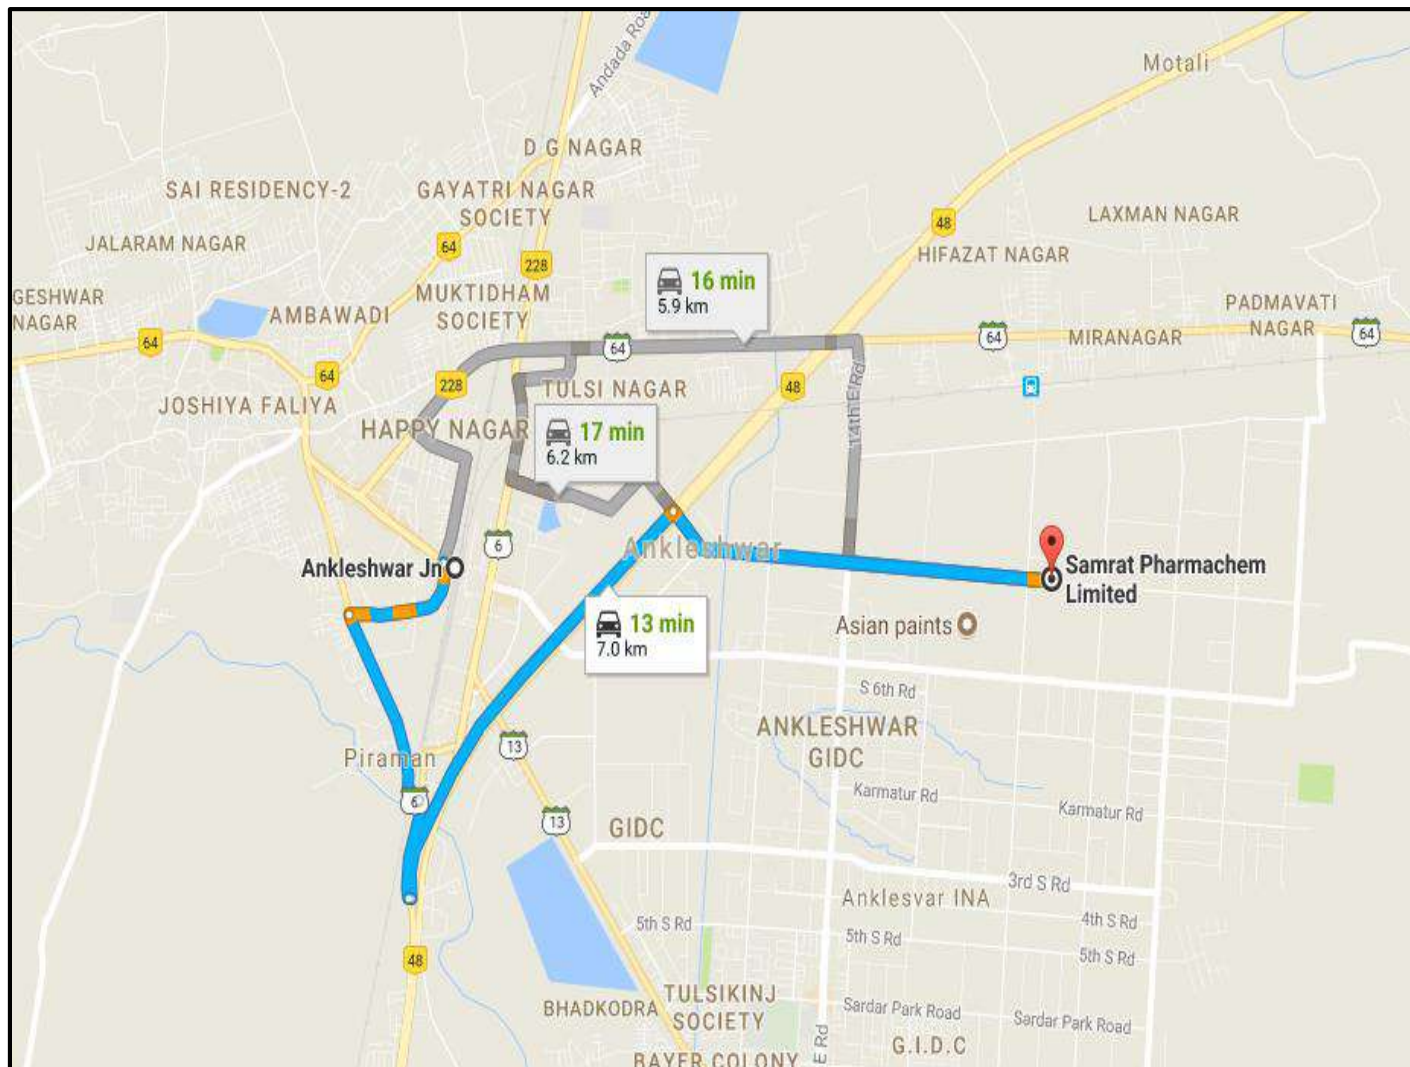 Andada Roa
Motali
D G NAGAR
SAI RESIDENCY-2
GAYATRI NAGAR
SOCIETY
LAXMAN NAGAR
48
JALARAM NAGAR
64
HIFAZAT NAGAR
228
16 min
5.9 km
GESHWAR
NAGAR
MUKTIDHAM
SOCIETY
AMBAWADI
PADMAVATI
NAGAR
64
64
64
MIRANAGAR
64
64
228
TULSI NAGAR
48
JOSHIYA FALIYA
14th E Rd
HAPPY NAGAR
17 min
6.2 km
6
Ankleshwar
Ankleshwar Jn
Samrat Pharmachem
Limited
13 min
7.0 km
Asian paints
S 6th Rd
ANKLESHWAR
GIDC
13
Piraman
6
Karmatur Rd
Karmatur Rd
13
GIDC
3rd S Rd
Anklesvar INA
4th S Rd
5th S Rd
5th S Rd
5th S Rd
48
TULSIKINJ
SOCIETY
BHADKODRA
Sardar Park Road
Sardar Park Road
E Rd
G.I.D.C
BAYER COLONY